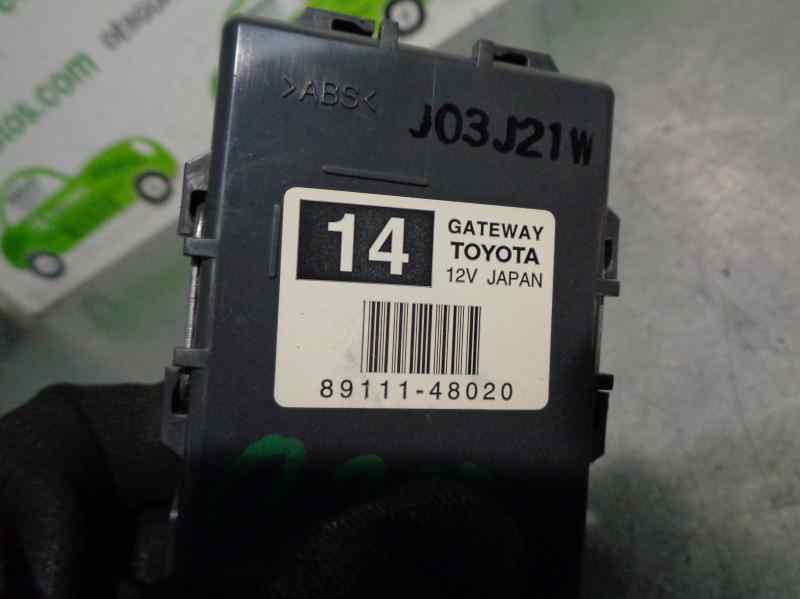 >ABS<
J03J21W
14
GATEWAY
TOYOTA
12V JAPAN
89111-48020